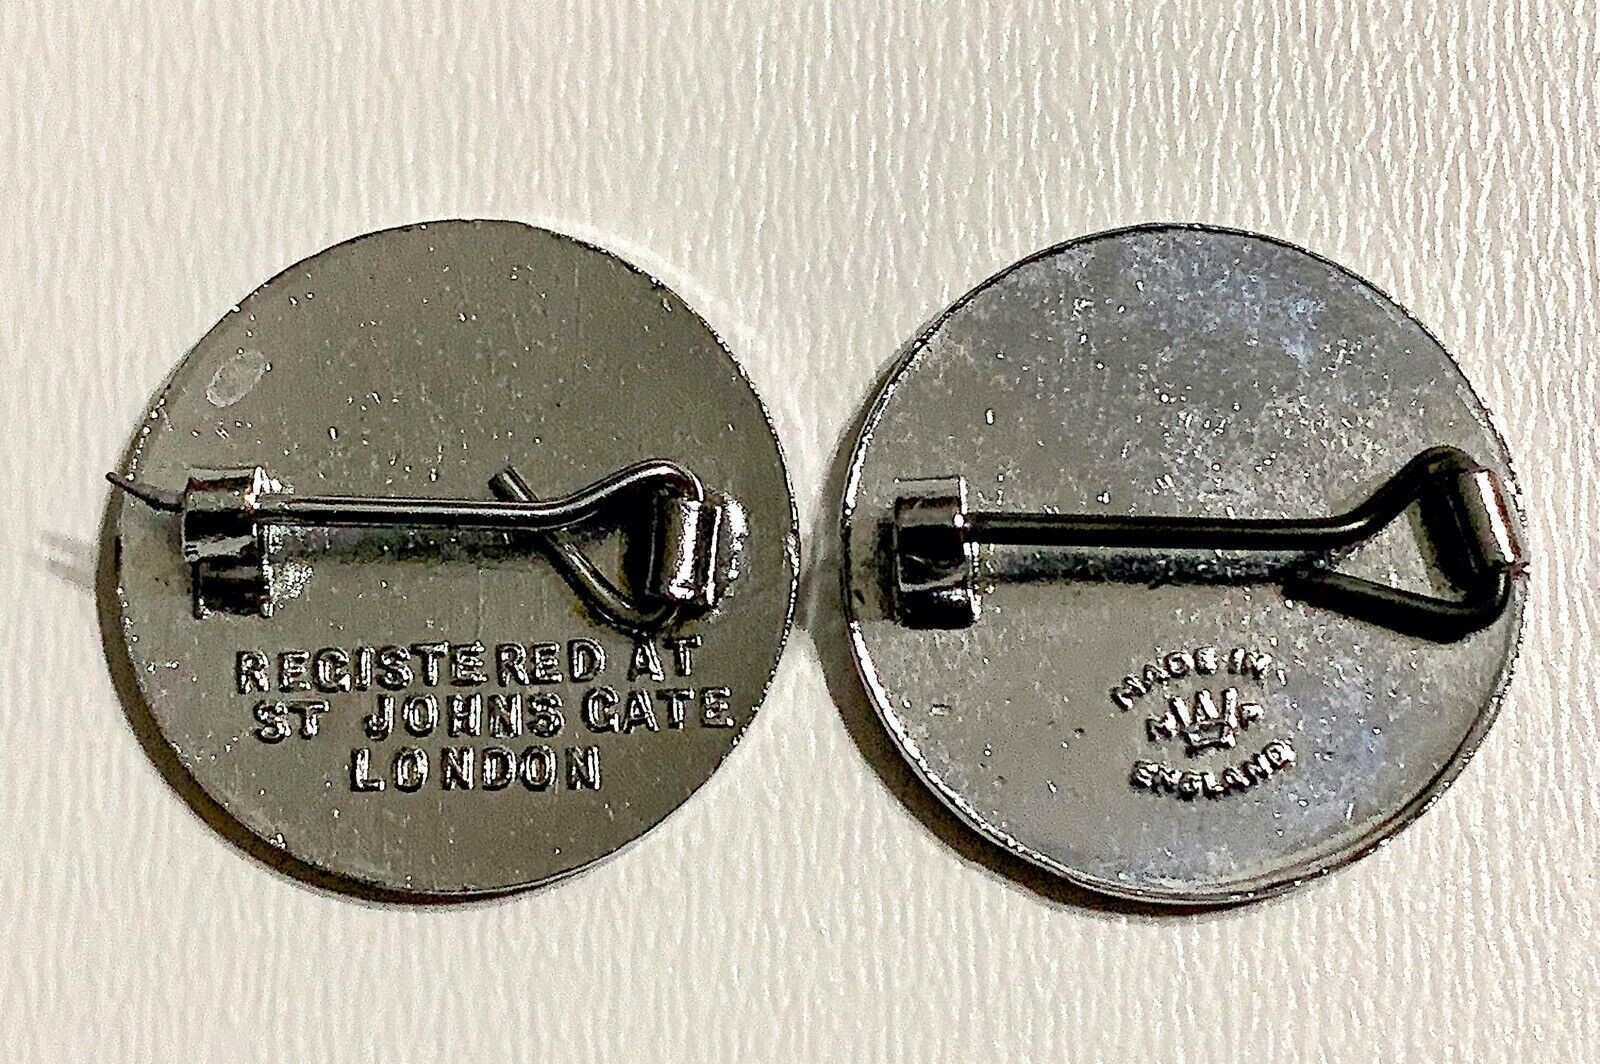 REGISTERED AT
ST JOHNS GATE
LONDON
MADE IN
ENGLAND